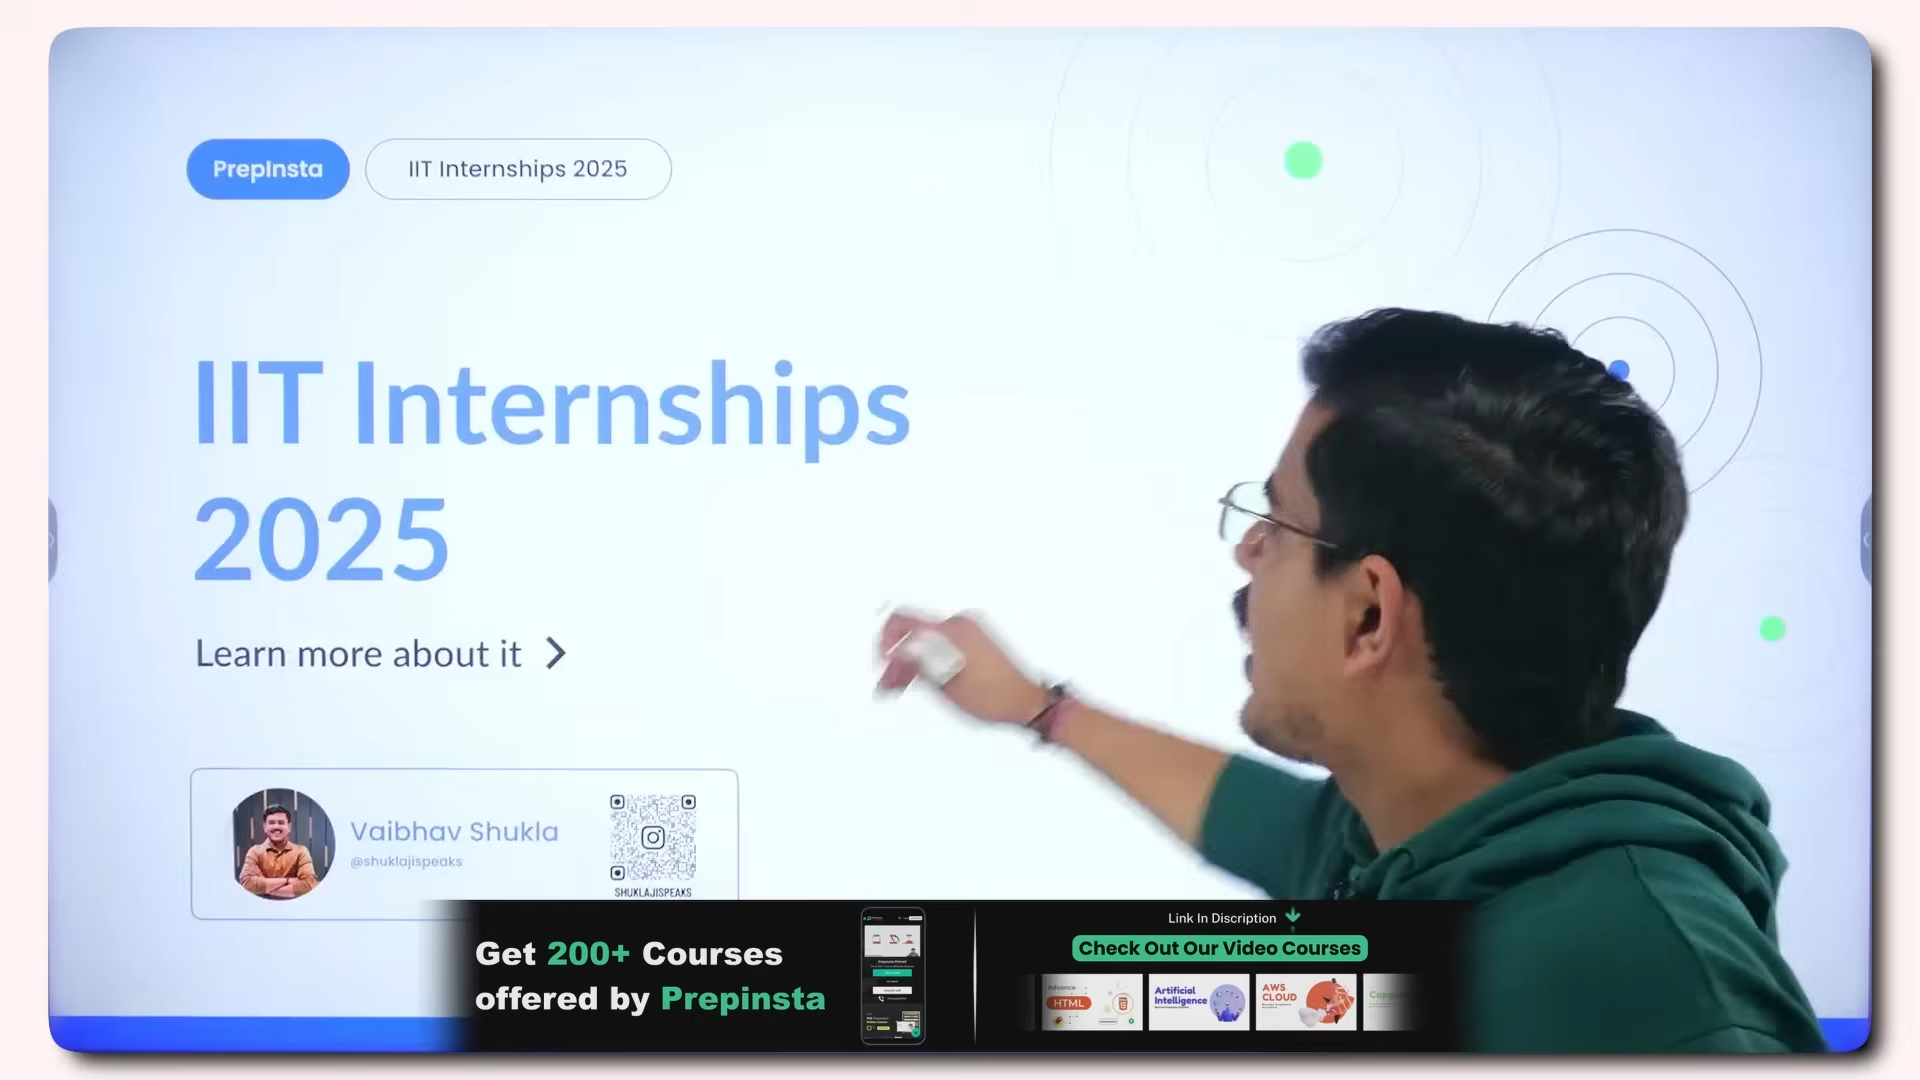 PrepInsta
IIT Internships 2025
IIT Internships
2025
Learn more about it
Vaibhav Shukla
@shuklajispeaks
SHUKLAJISPEAKS
Get 200+ Courses
offered by Prepinsta
Link In Discription
Check Out Our Video Courses
Advance
HTML
Artificial
Intelligence
AWS
CLOUD